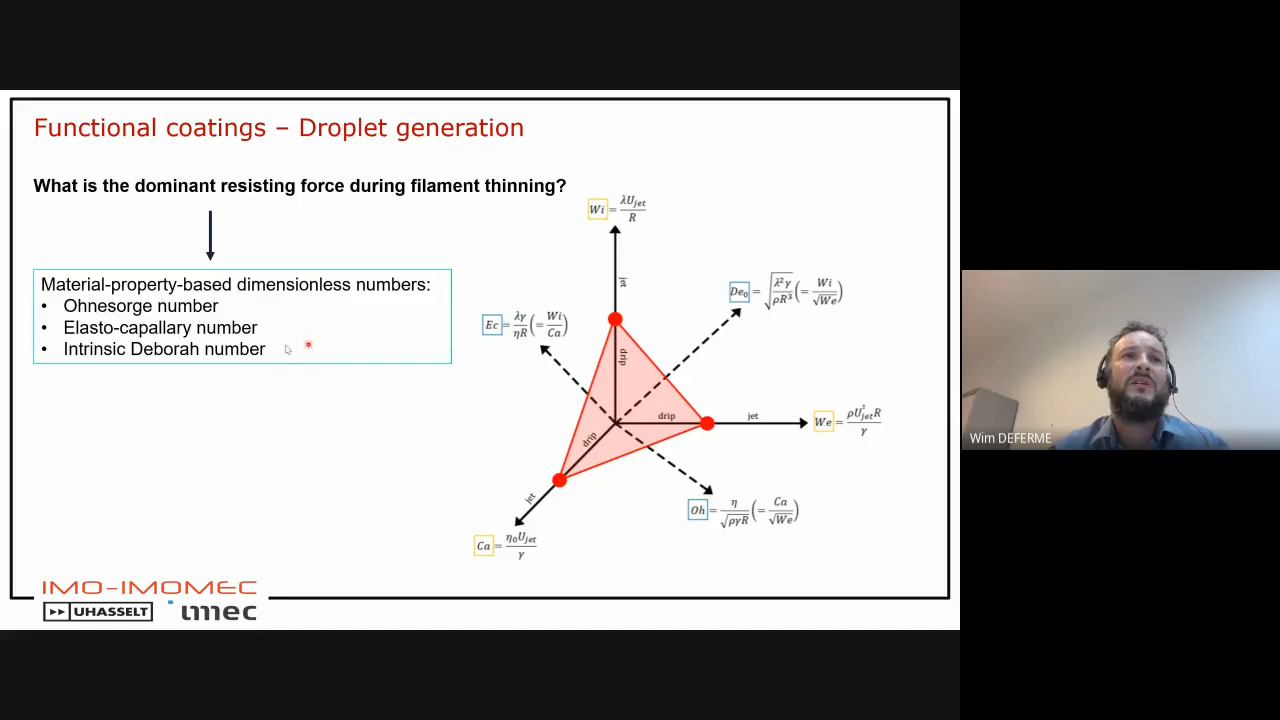 Functional coatings – Droplet generation
What is the dominant resisting force during filament thinning?
Material-property-based dimensionless numbers:
• Ohnesorge number
• Elasto-capallary number
• Intrinsic Deborah number
Wi = λU_jet / R
jet
De₀ = √(λ²γ / ρR³) (= Wi / √We)
Ec = λγ / ηR (= Wi / Ca)
drip
drip
jet
We = ρU²_jet R / γ
drip
jet
Oh = η / √ργR (= Ca / √We)
Ca = η₀U_jet / γ
Wim DEFERME
IMO-IMOMEC
UHASSELT
imec